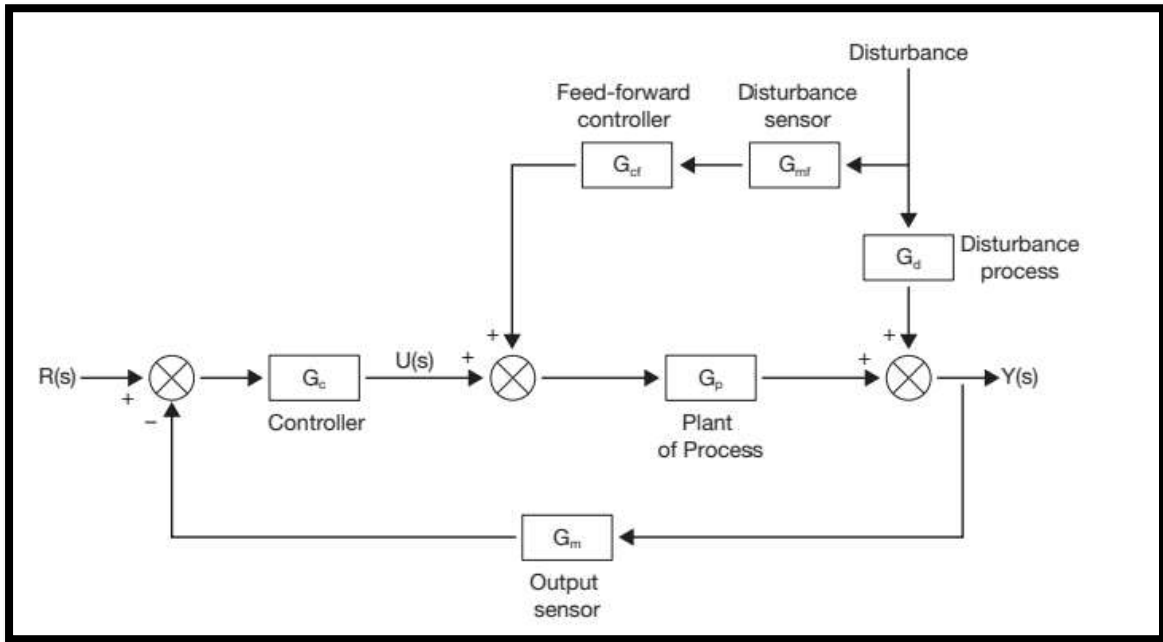 Disturbance
Feed-forward
controller
Disturbance
sensor
G_cf
G_mf
G_d
Disturbance
process
+
+
R(s)
+
−
G_c
Controller
U(s)
+
G_p
Plant
of Process
+
Y(s)
G_m
Output
sensor